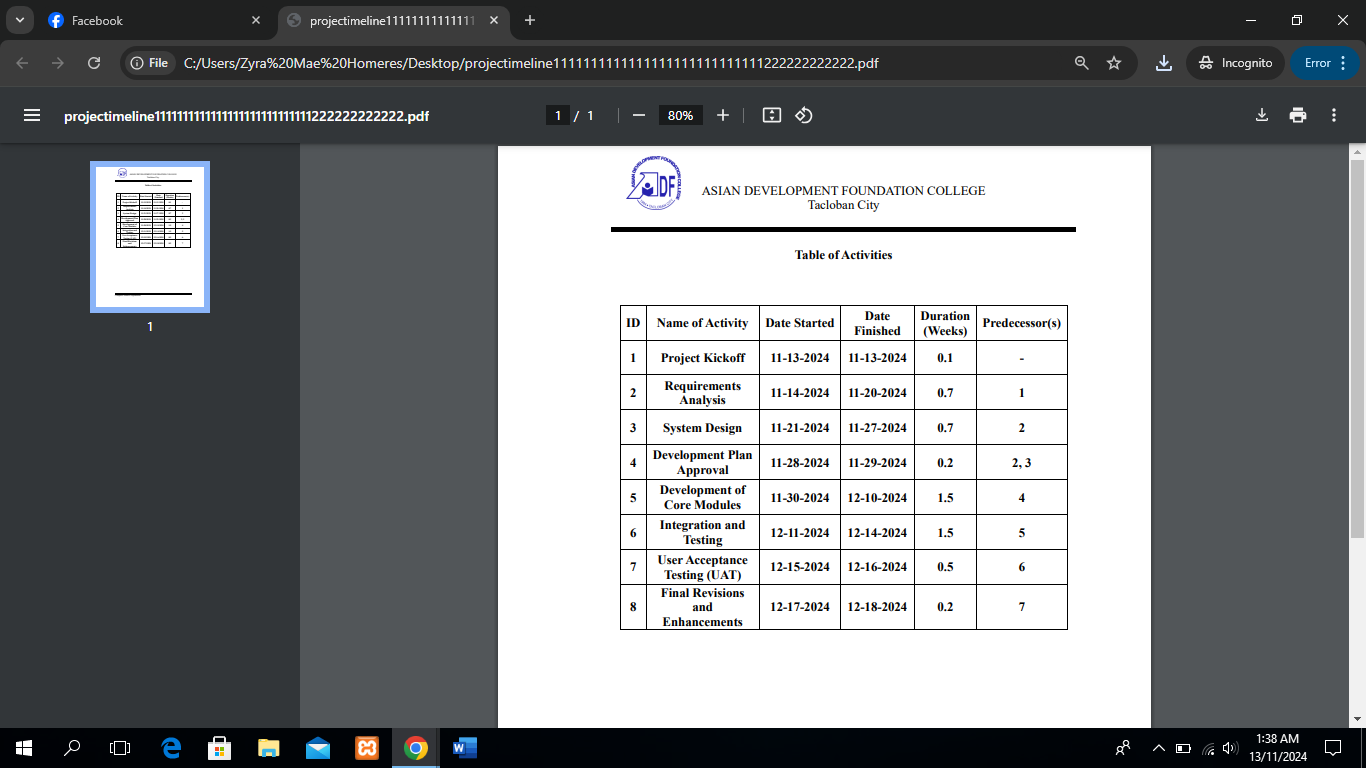 Facebook
projectimeline11111111111111
File
C:/Users/Zyra%20Mae%20Homeres/Desktop/projectimeline1111111111111111111111111111222222222222.pdf
Incognito
Error
1 / 1
80%
ASIAN DEVELOPMENT FOUNDATION COLLEGE
Tacloban City
Table of Activities
ID Name of Activity Date Started Date Finished Duration (Weeks) Predecessor(s)
1 Project Kickoff 11-13-2024 11-13-2024 0.1 -
2 Requirements Analysis 11-14-2024 11-20-2024 0.7 1
3 System Design 11-21-2024 11-27-2024 0.7 2
4 Development Plan Approval 11-28-2024 11-29-2024 0.2 2, 3
5 Development of Core Modules 11-30-2024 12-10-2024 1.5 4
6 Integration and Testing 12-11-2024 12-14-2024 1.5 5
7 User Acceptance Testing (UAT) 12-15-2024 12-16-2024 0.5 6
8 Final Revisions and Enhancements 12-17-2024 12-18-2024 0.2 7
1
1:38 AM
13/11/2024